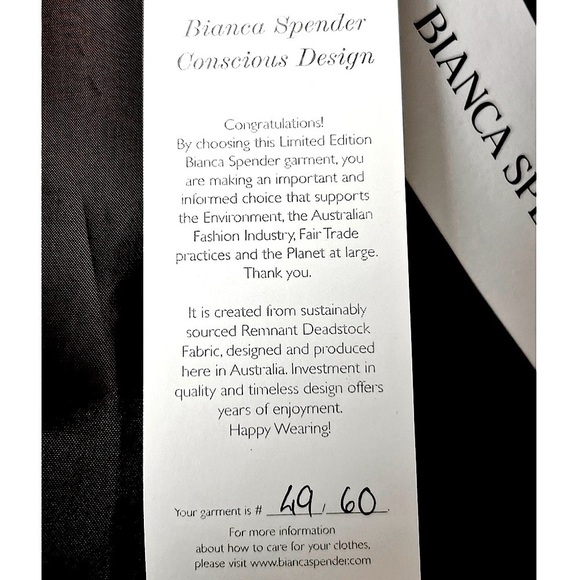 Bianca Spender
Conscious Design
Congratulations!
By choosing this Limited Edition
Bianca Spender garment, you
are making an important and
informed choice that supports
the Environment, the Australian
Fashion Industry, Fair Trade
practices and the Planet at large.
Thank you.
It is created from sustainably
sourced Remnant Deadstock
Fabric, designed and produced
here in Australia. Investment in
quality and timeless design offers
years of enjoyment.
Happy Wearing!
Your garment is # 49 / 60
For more information
about how to care for your clothes,
please visit www.biancaspender.com
BIANCA SPE